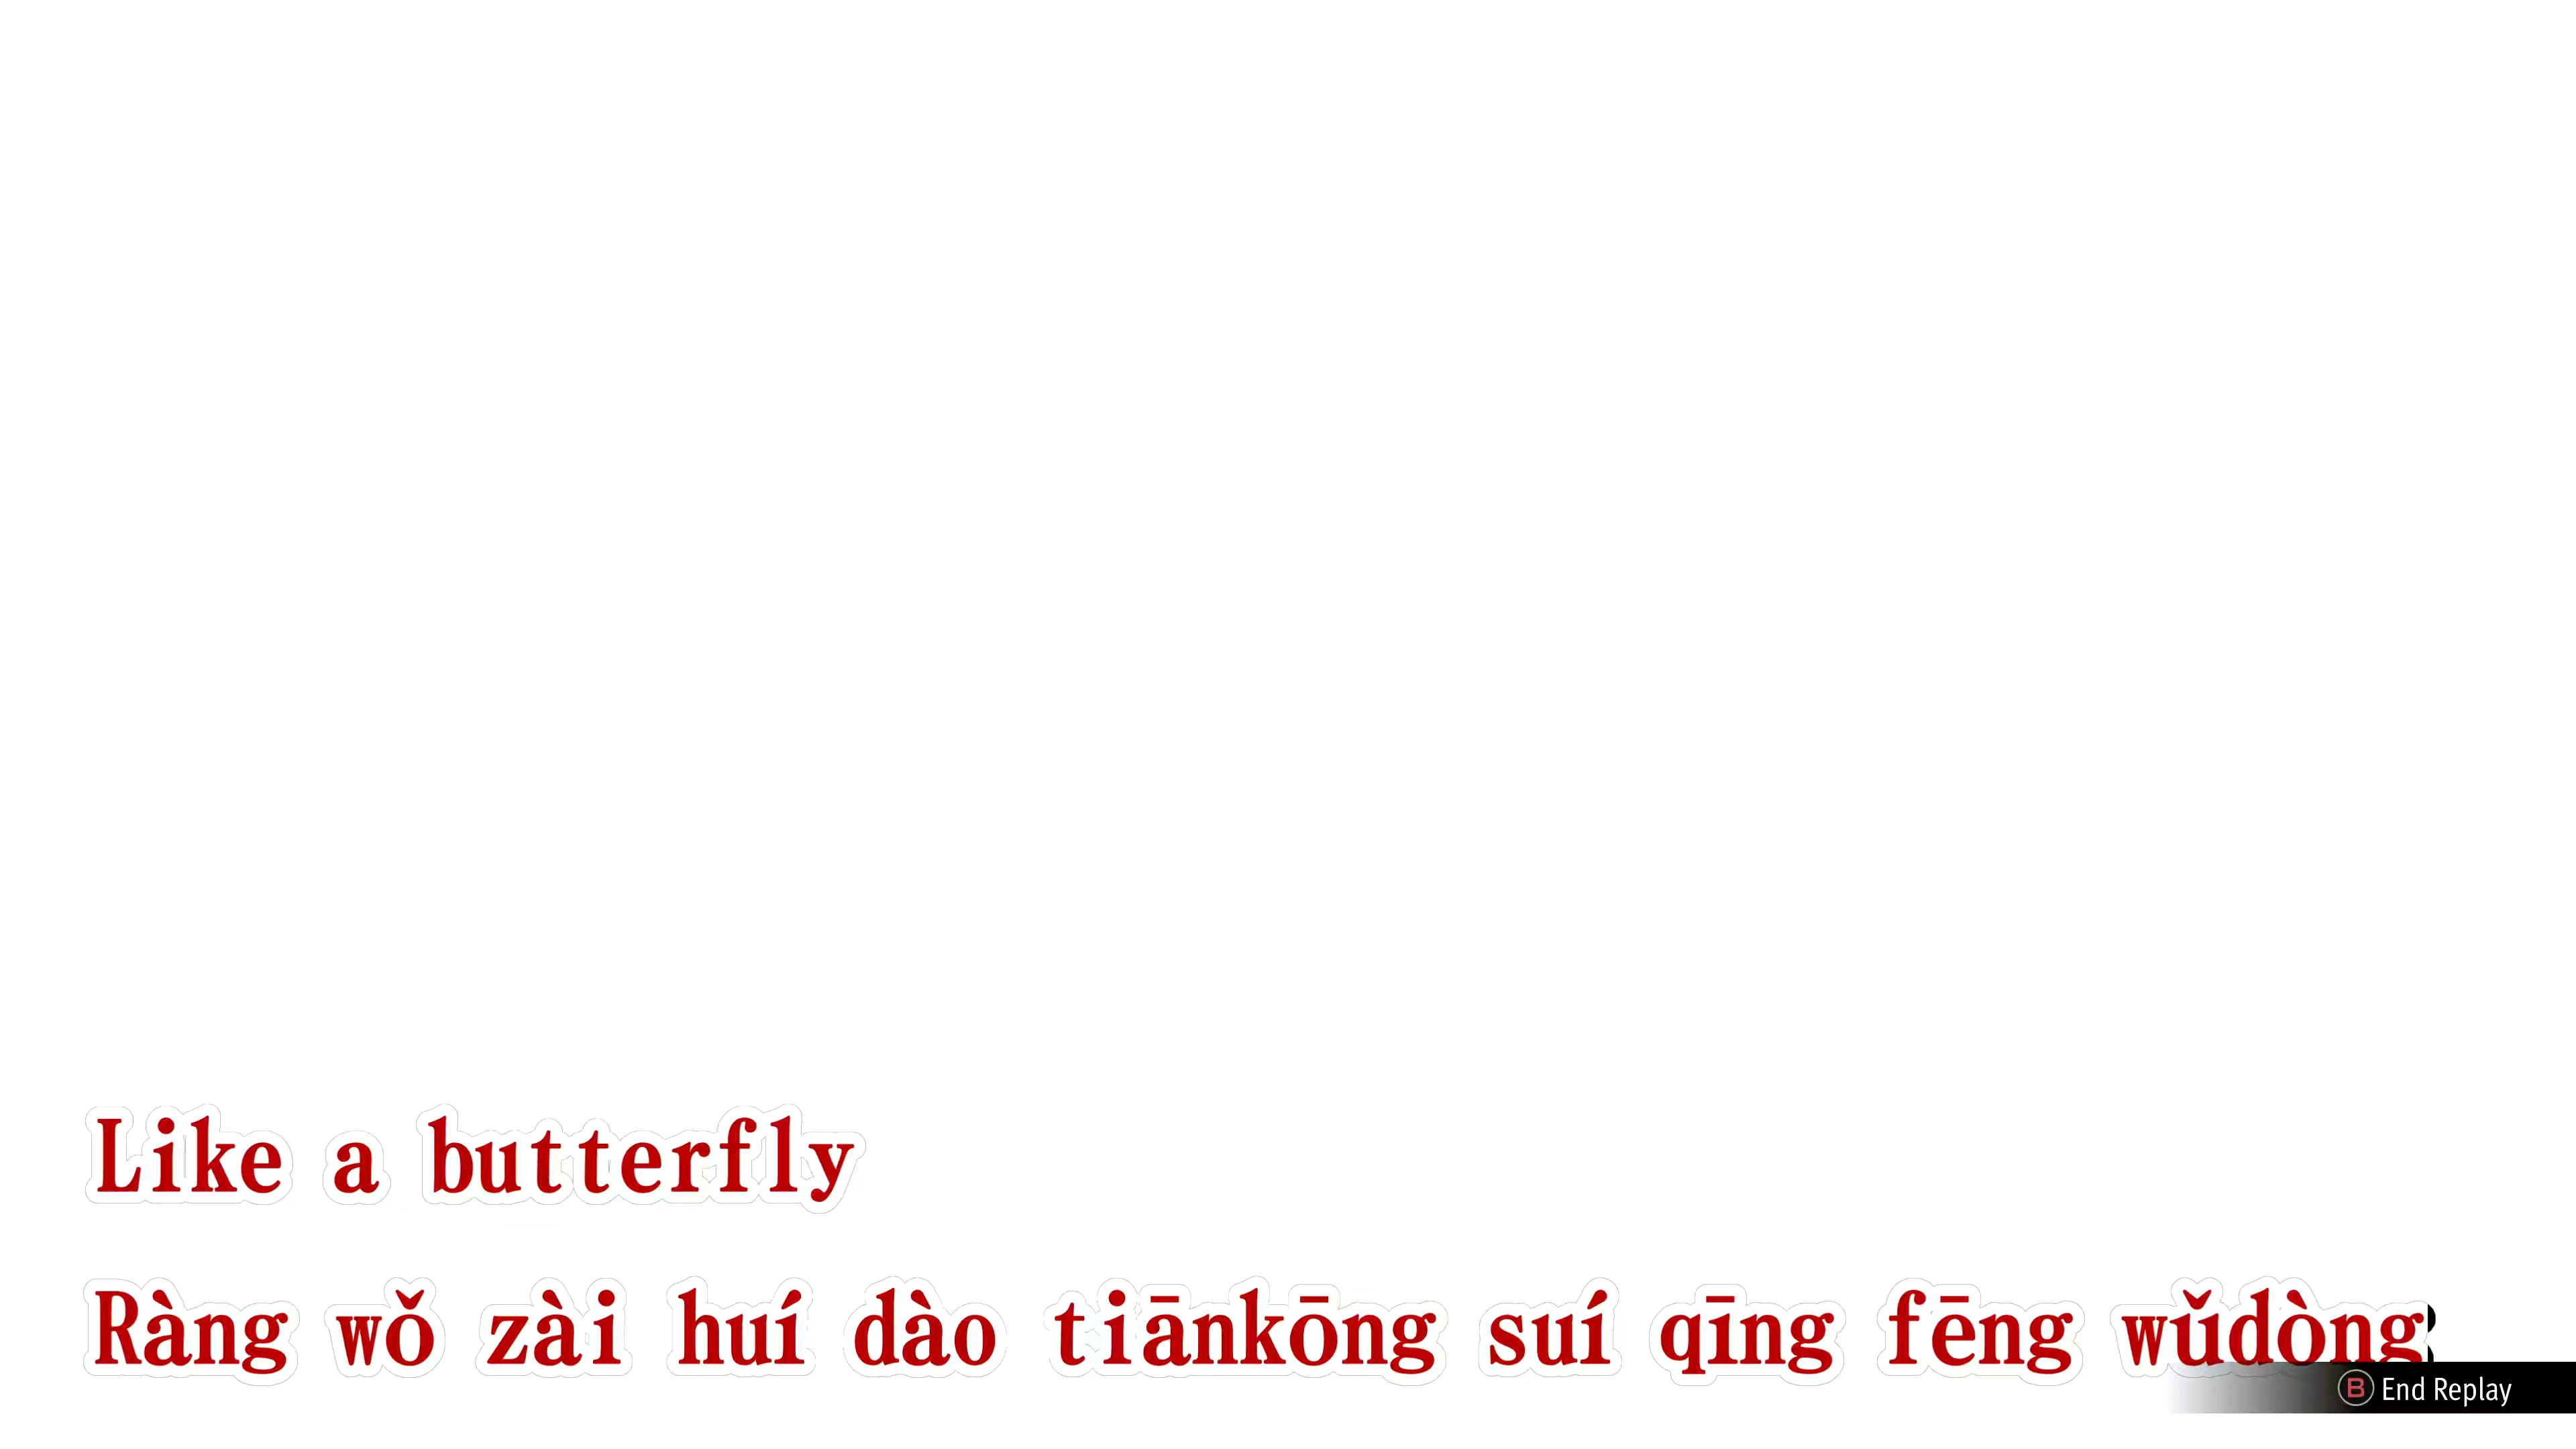 Like a butterfly
Ràng wǒ zài huí dào tiānkōng suí qīng fēng wǔdòng
B End Replay